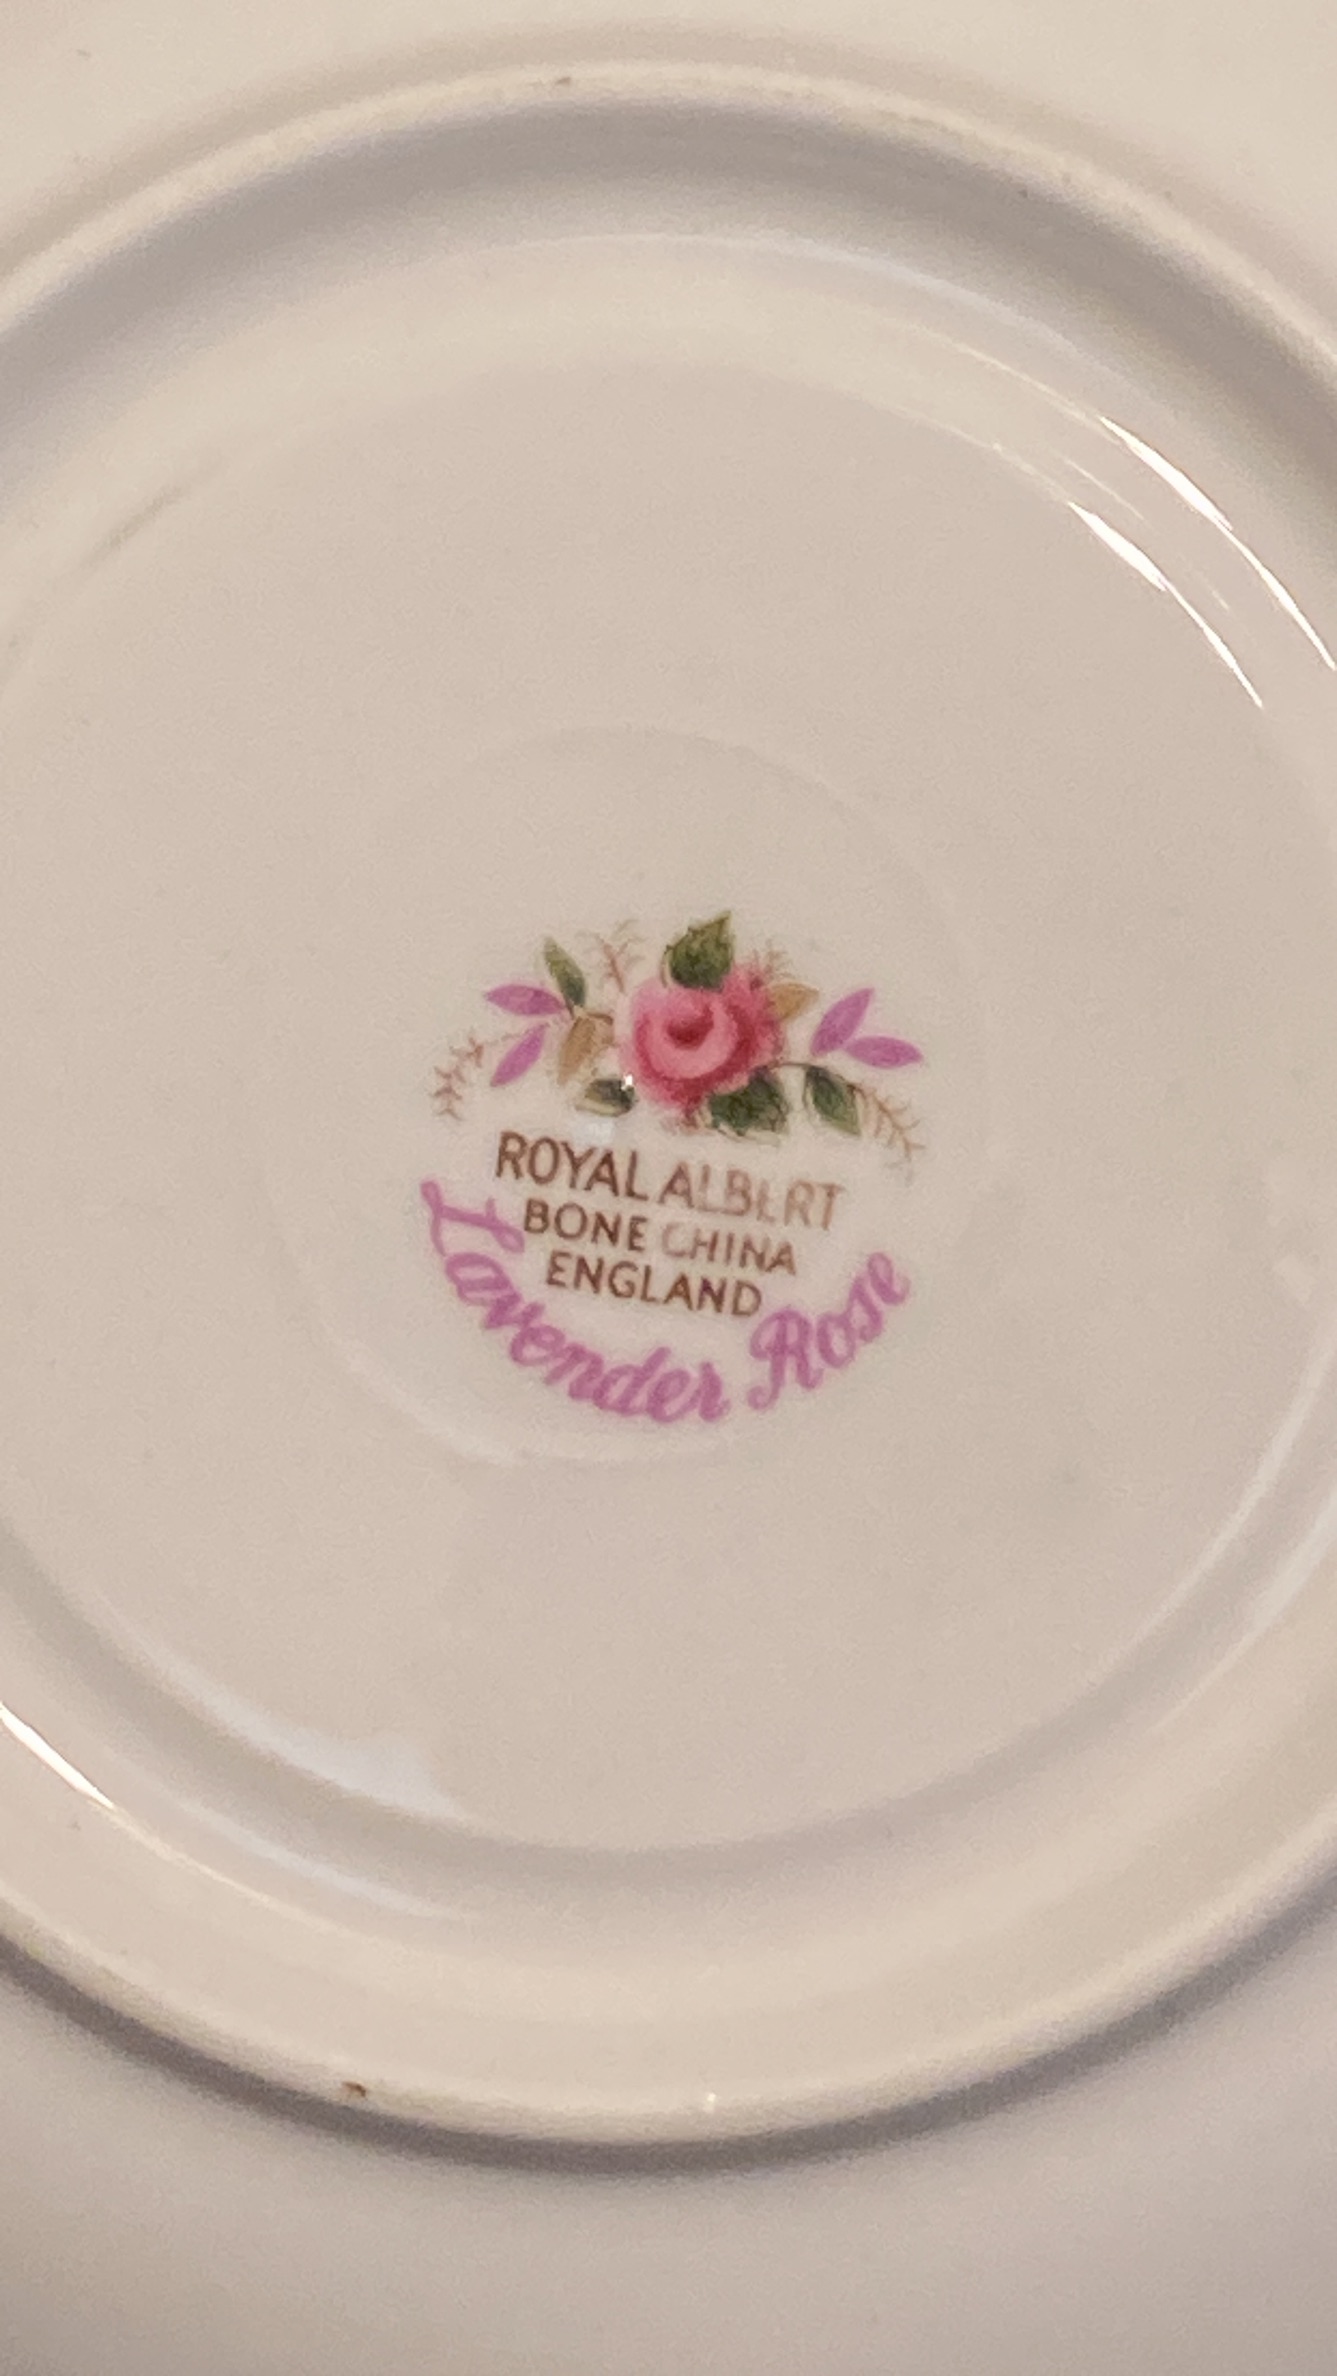 ROYAL ALBERT
BONE CHINA
ENGLAND
Lavender Rose